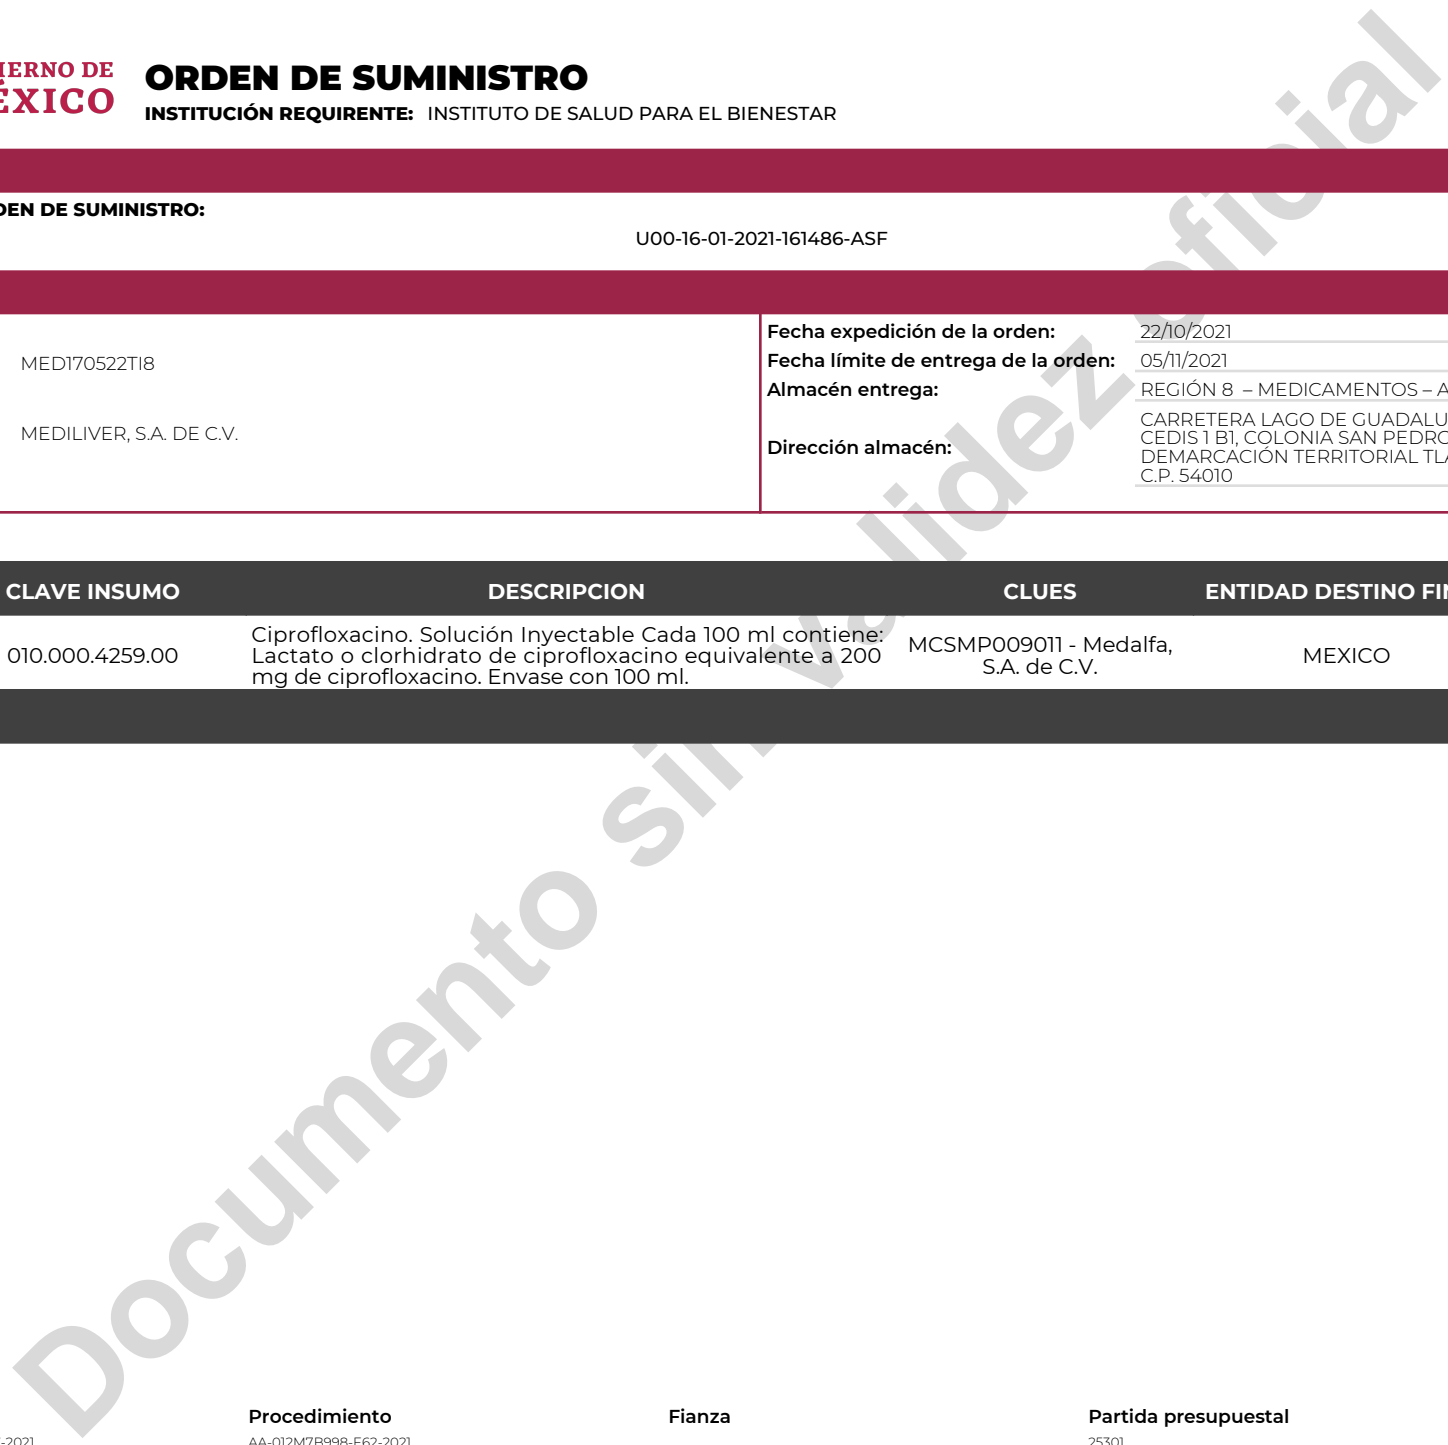 IERNO DE
ÉXICO
ORDEN DE SUMINISTRO
INSTITUCIÓN REQUIRENTE: INSTITUTO DE SALUD PARA EL BIENESTAR
DEN DE SUMINISTRO:
U00-16-01-2021-161486-ASF
MED170522TI8
MEDILIVER, S.A. DE C.V.
Fecha expedición de la orden: 22/10/2021
Fecha límite de entrega de la orden: 05/11/2021
Almacén entrega: REGIÓN 8 – MEDICAMENTOS – A
Dirección almacén:
CARRETERA LAGO DE GUADALU
CEDIS 1 B1, COLONIA SAN PEDRO
DEMARCACIÓN TERRITORIAL TLA
C.P. 54010
CLAVE INSUMO DESCRIPCION CLUES ENTIDAD DESTINO FIN
010.000.4259.00
Ciprofloxacino. Solución Inyectable Cada 100 ml contiene:
Lactato o clorhidrato de ciprofloxacino equivalente a 200
mg de ciprofloxacino. Envase con 100 ml.
MCSMP009011 - Medalfa,
S.A. de C.V.
MEXICO
Documento sin validez oficial
Procedimiento Fianza Partida presupuestal
-2021 AA-012M7B998-E62-2021 25301